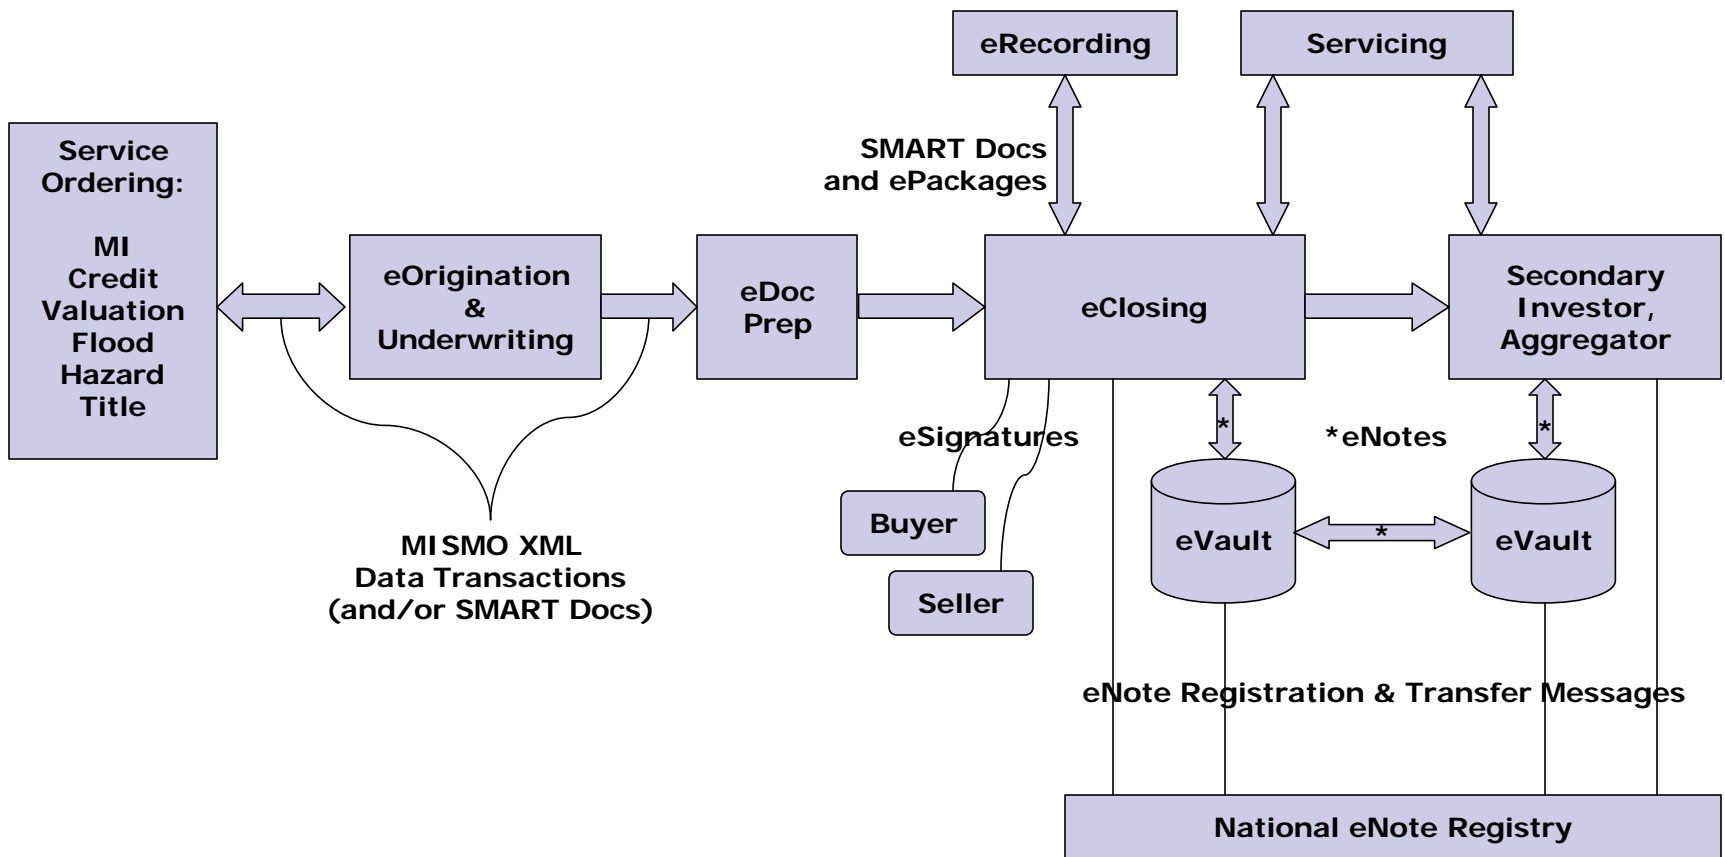 eRecording
Servicing
SMART Docs
and ePackages
Service
Ordering:
MI
Credit
Valuation
Flood
Hazard
Title
eOrigination
&
Underwriting
eDoc
Prep
eClosing
Secondary
Investor,
Aggregator
eSignatures
*
*eNotes
*
Buyer
eVault
*
eVault
Seller
MISMO XML
Data Transactions
(and/or SMART Docs)
eNote Registration & Transfer Messages
National eNote Registry